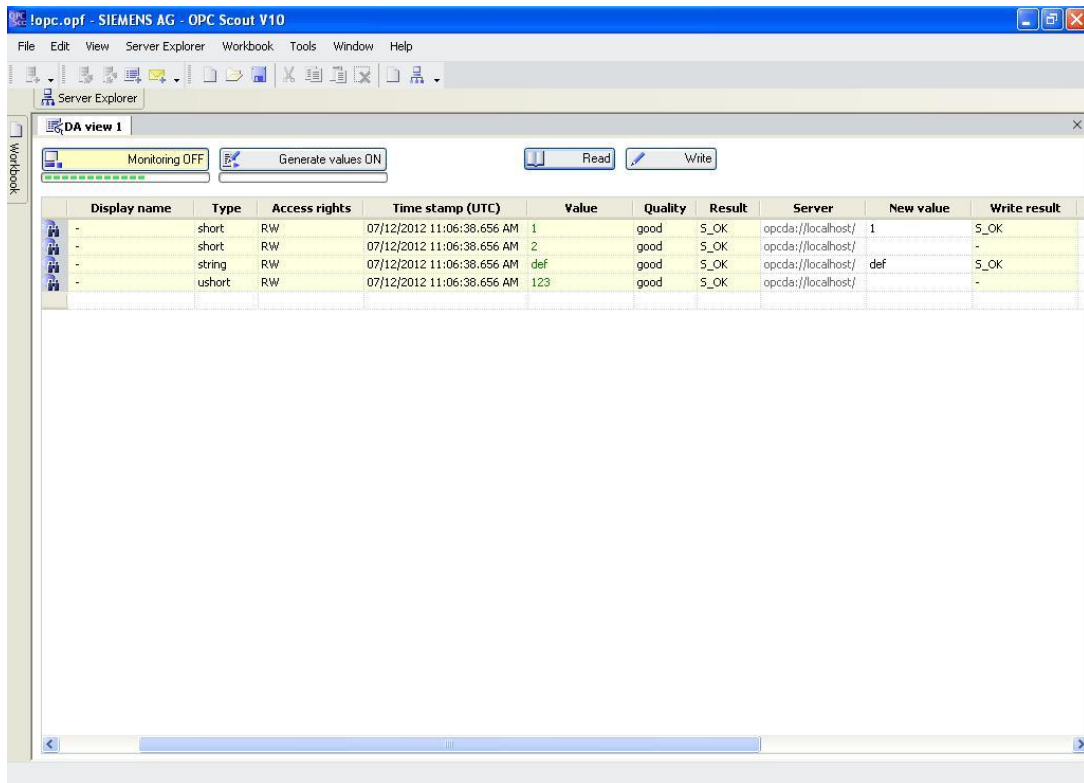 !opc.opf - SIEMENS AG - OPC Scout V10
File Edit View Server Explorer Workbook Tools Window Help
Server Explorer
Workbook
DA view 1
Monitoring OFF Generate values ON Read Write
Display name Type Access rights Time stamp (UTC) Value Quality Result Server New value Write result
- short RW 07/12/2012 11:06:38.656 AM 1 good S_OK opcda://localhost/ 1 S_OK
- short RW 07/12/2012 11:06:38.656 AM 2 good S_OK opcda://localhost/ -
- string RW 07/12/2012 11:06:38.656 AM def good S_OK opcda://localhost/ def S_OK
- ushort RW 07/12/2012 11:06:38.656 AM 123 good S_OK opcda://localhost/ -